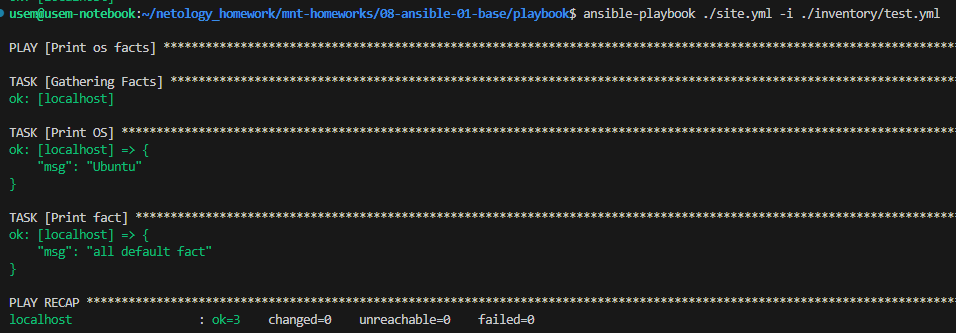 usem@usem-notebook:~/netology_homework/mnt-homeworks/08-ansible-01-base/playbook$ ansible-playbook ./site.yml -i ./inventory/test.yml
PLAY [Print os facts] ****************************************************************************************************
TASK [Gathering Facts] ***************************************************************************************************
ok: [localhost]
TASK [Print OS] **********************************************************************************************************
ok: [localhost] => {
    "msg": "Ubuntu"
}
TASK [Print fact] ********************************************************************************************************
ok: [localhost] => {
    "msg": "all default fact"
}
PLAY RECAP ***************************************************************************************************************
localhost                  : ok=3    changed=0    unreachable=0    failed=0